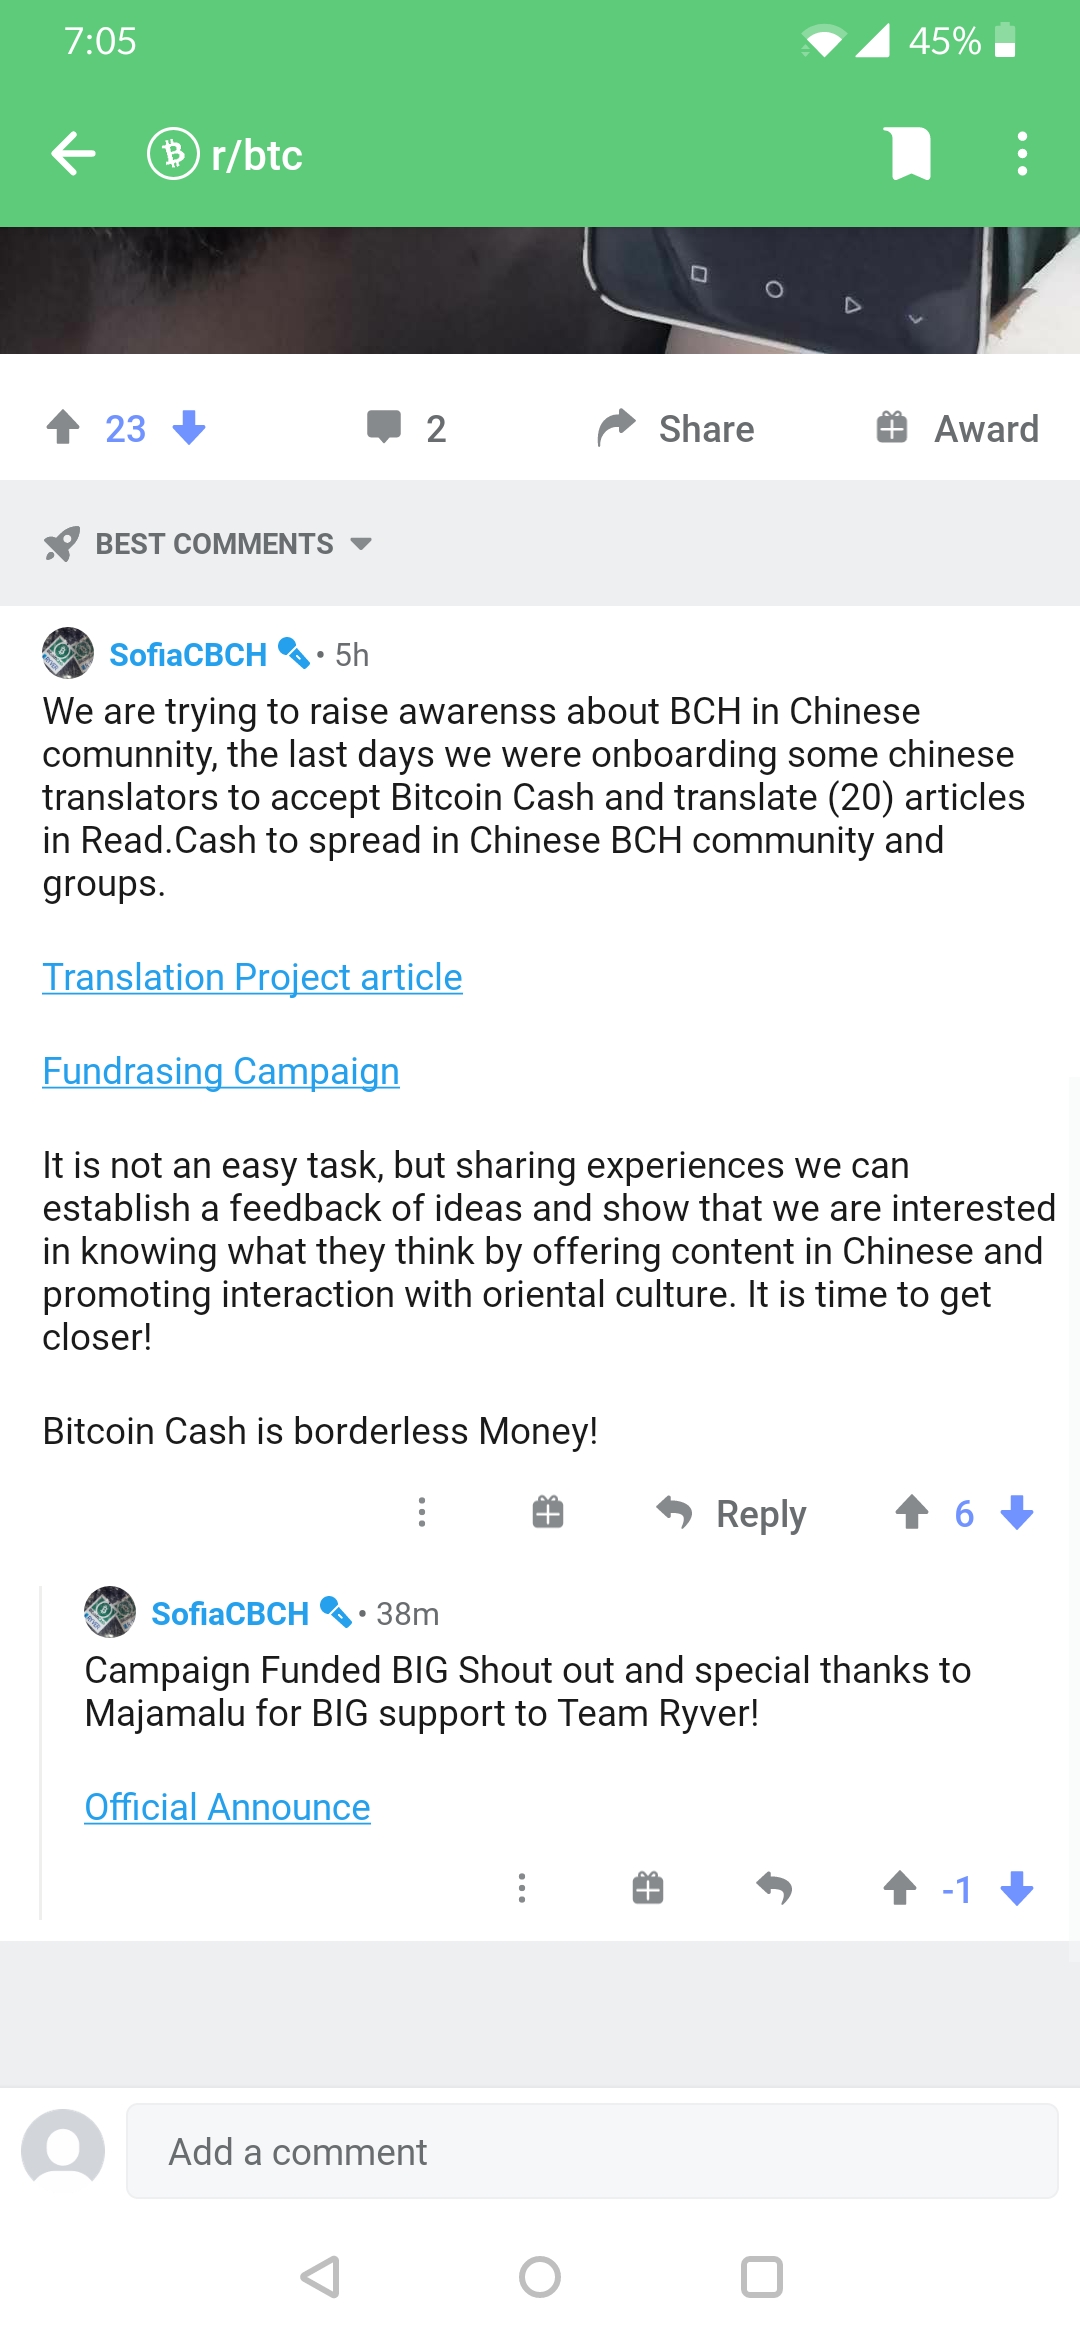 7:05
45%
r/btc
23
2
Share
Award
BEST COMMENTS
SofiaCBCH • 5h
We are trying to raise awarenss about BCH in Chinese
comunnity, the last days we were onboarding some chinese
translators to accept Bitcoin Cash and translate (20) articles
in Read.Cash to spread in Chinese BCH community and
groups.
Translation Project article
Fundrasing Campaign
It is not an easy task, but sharing experiences we can
establish a feedback of ideas and show that we are interested
in knowing what they think by offering content in Chinese and
promoting interaction with oriental culture. It is time to get
closer!
Bitcoin Cash is borderless Money!
Reply
6
SofiaCBCH • 38m
Campaign Funded BIG Shout out and special thanks to
Majamalu for BIG support to Team Ryver!
Official Announce
-1
Add a comment